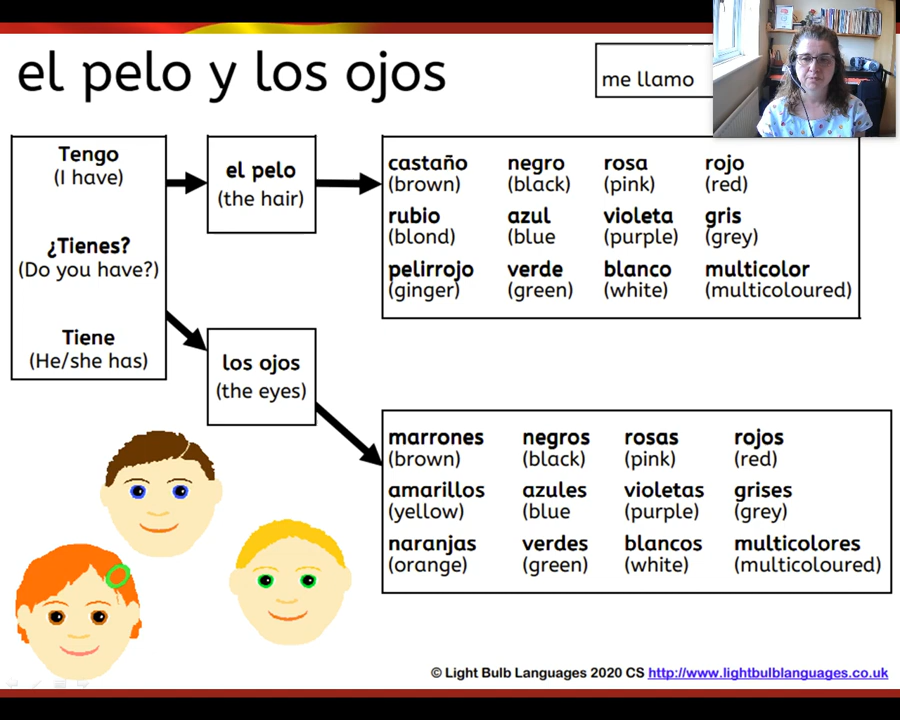 el pelo y los ojos
me llamo
Tengo
(I have)
¿Tienes?
(Do you have?)
Tiene
(He/she has)
el pelo
(the hair)
castaño negro rosa rojo
(brown) (black) (pink) (red)
rubio azul violeta gris
(blond) (blue (purple) (grey)
pelirrojo verde blanco multicolor
(ginger) (green) (white) (multicoloured)
los ojos
(the eyes)
marrones negros rosas rojos
(brown) (black) (pink) (red)
amarillos azules violetas grises
(yellow) (blue (purple) (grey)
naranjas verdes blancos multicolores
(orange) (green) (white) (multicoloured)
© Light Bulb Languages 2020 CS http://www.lightbulblanguages.co.uk